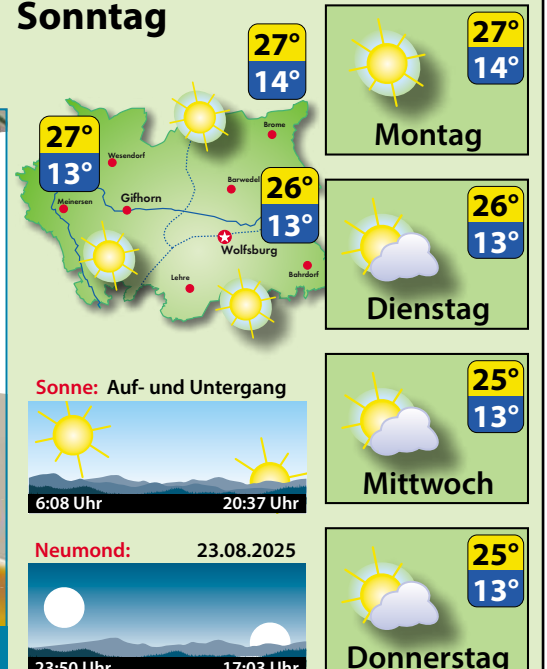 Sonntag
27°
14°
27°
13°
Brome
Wesendorf
Barwedel
26°
13°
Meinersen
Gifhorn
Wolfsburg
Lehre
Bahrdorf
Sonne: Auf- und Untergang
6:08 Uhr 20:37 Uhr
Neumond: 23.08.2025
23:50 Uhr 17:03 Uhr
27°
14°
Montag
26°
13°
Dienstag
25°
13°
Mittwoch
25°
13°
Donnerstag